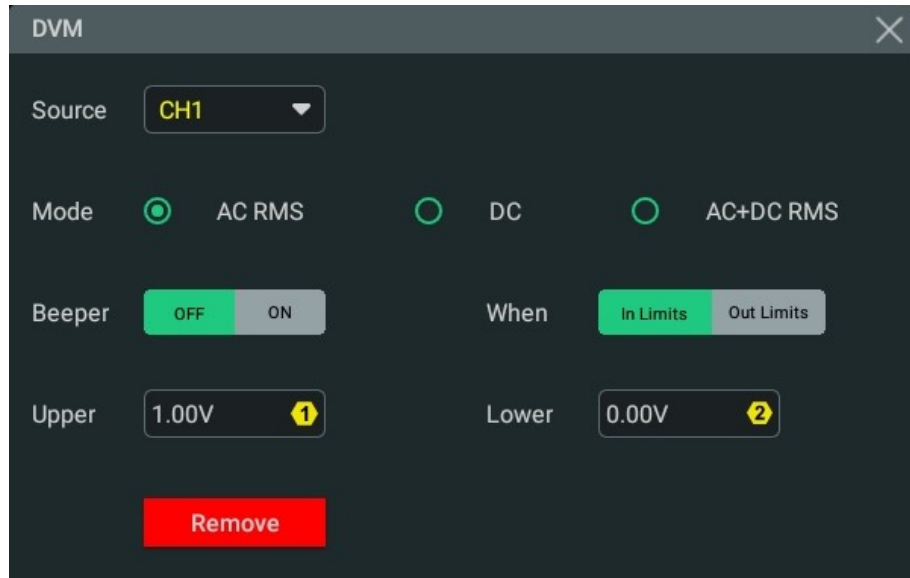 DVM
Source CH1
Mode AC RMS DC AC+DC RMS
Beeper OFF ON When In Limits Out Limits
Upper 1.00V 1 Lower 0.00V 2
Remove